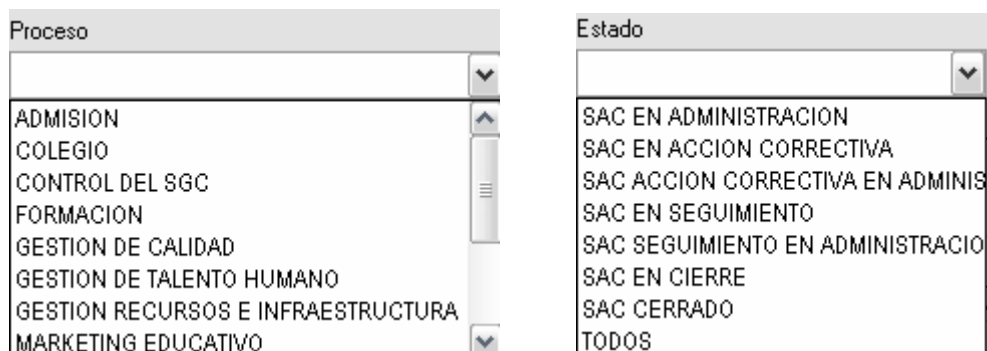 Proceso
ADMISION
COLEGIO
CONTROL DEL SGC
FORMACION
GESTION DE CALIDAD
GESTION DE TALENTO HUMANO
GESTION RECURSOS E INFRAESTRUCTURA
MARKETING EDUCATIVO
Estado
SAC EN ADMINISTRACION
SAC EN ACCION CORRECTIVA
SAC ACCION CORRECTIVA EN ADMINIS
SAC EN SEGUIMIENTO
SAC SEGUIMIENTO EN ADMINISTRACIO
SAC EN CIERRE
SAC CERRADO
TODOS